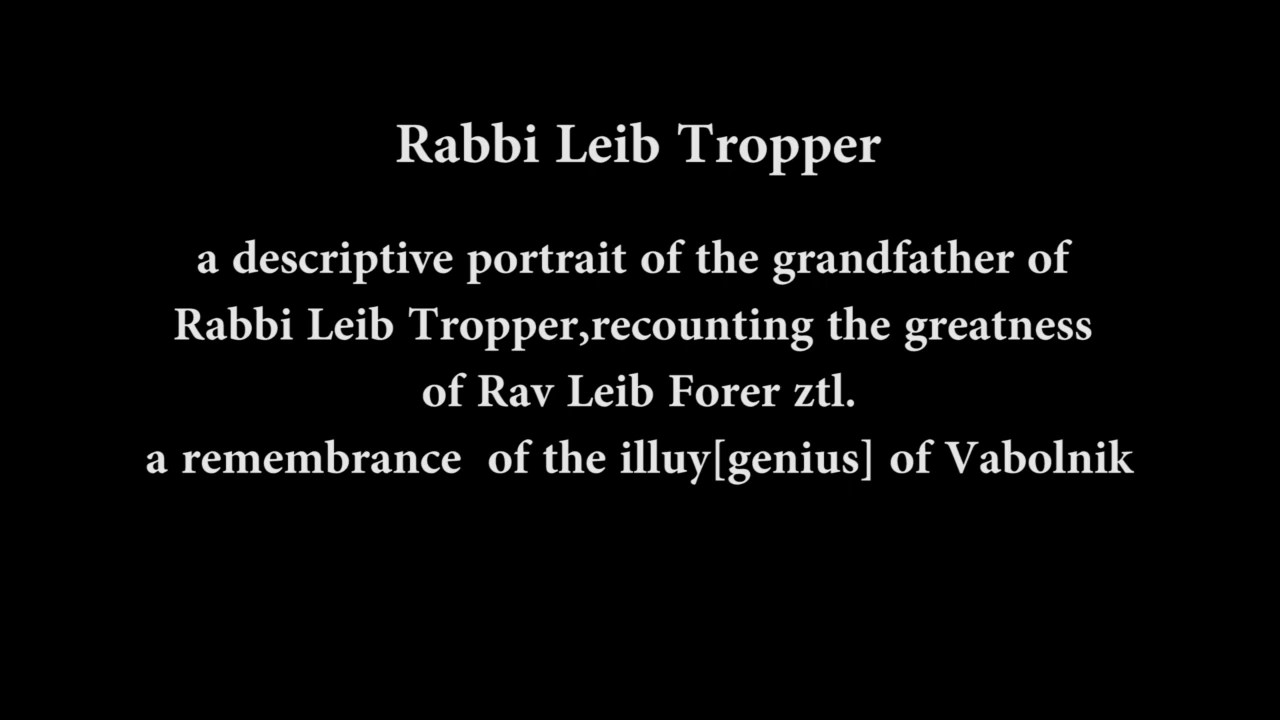 Rabbi Leib Tropper
a descriptive portrait of the grandfather of
Rabbi Leib Tropper,recounting the greatness
of Rav Leib Forer ztl.
a remembrance  of the illuy[genius] of Vabolnik